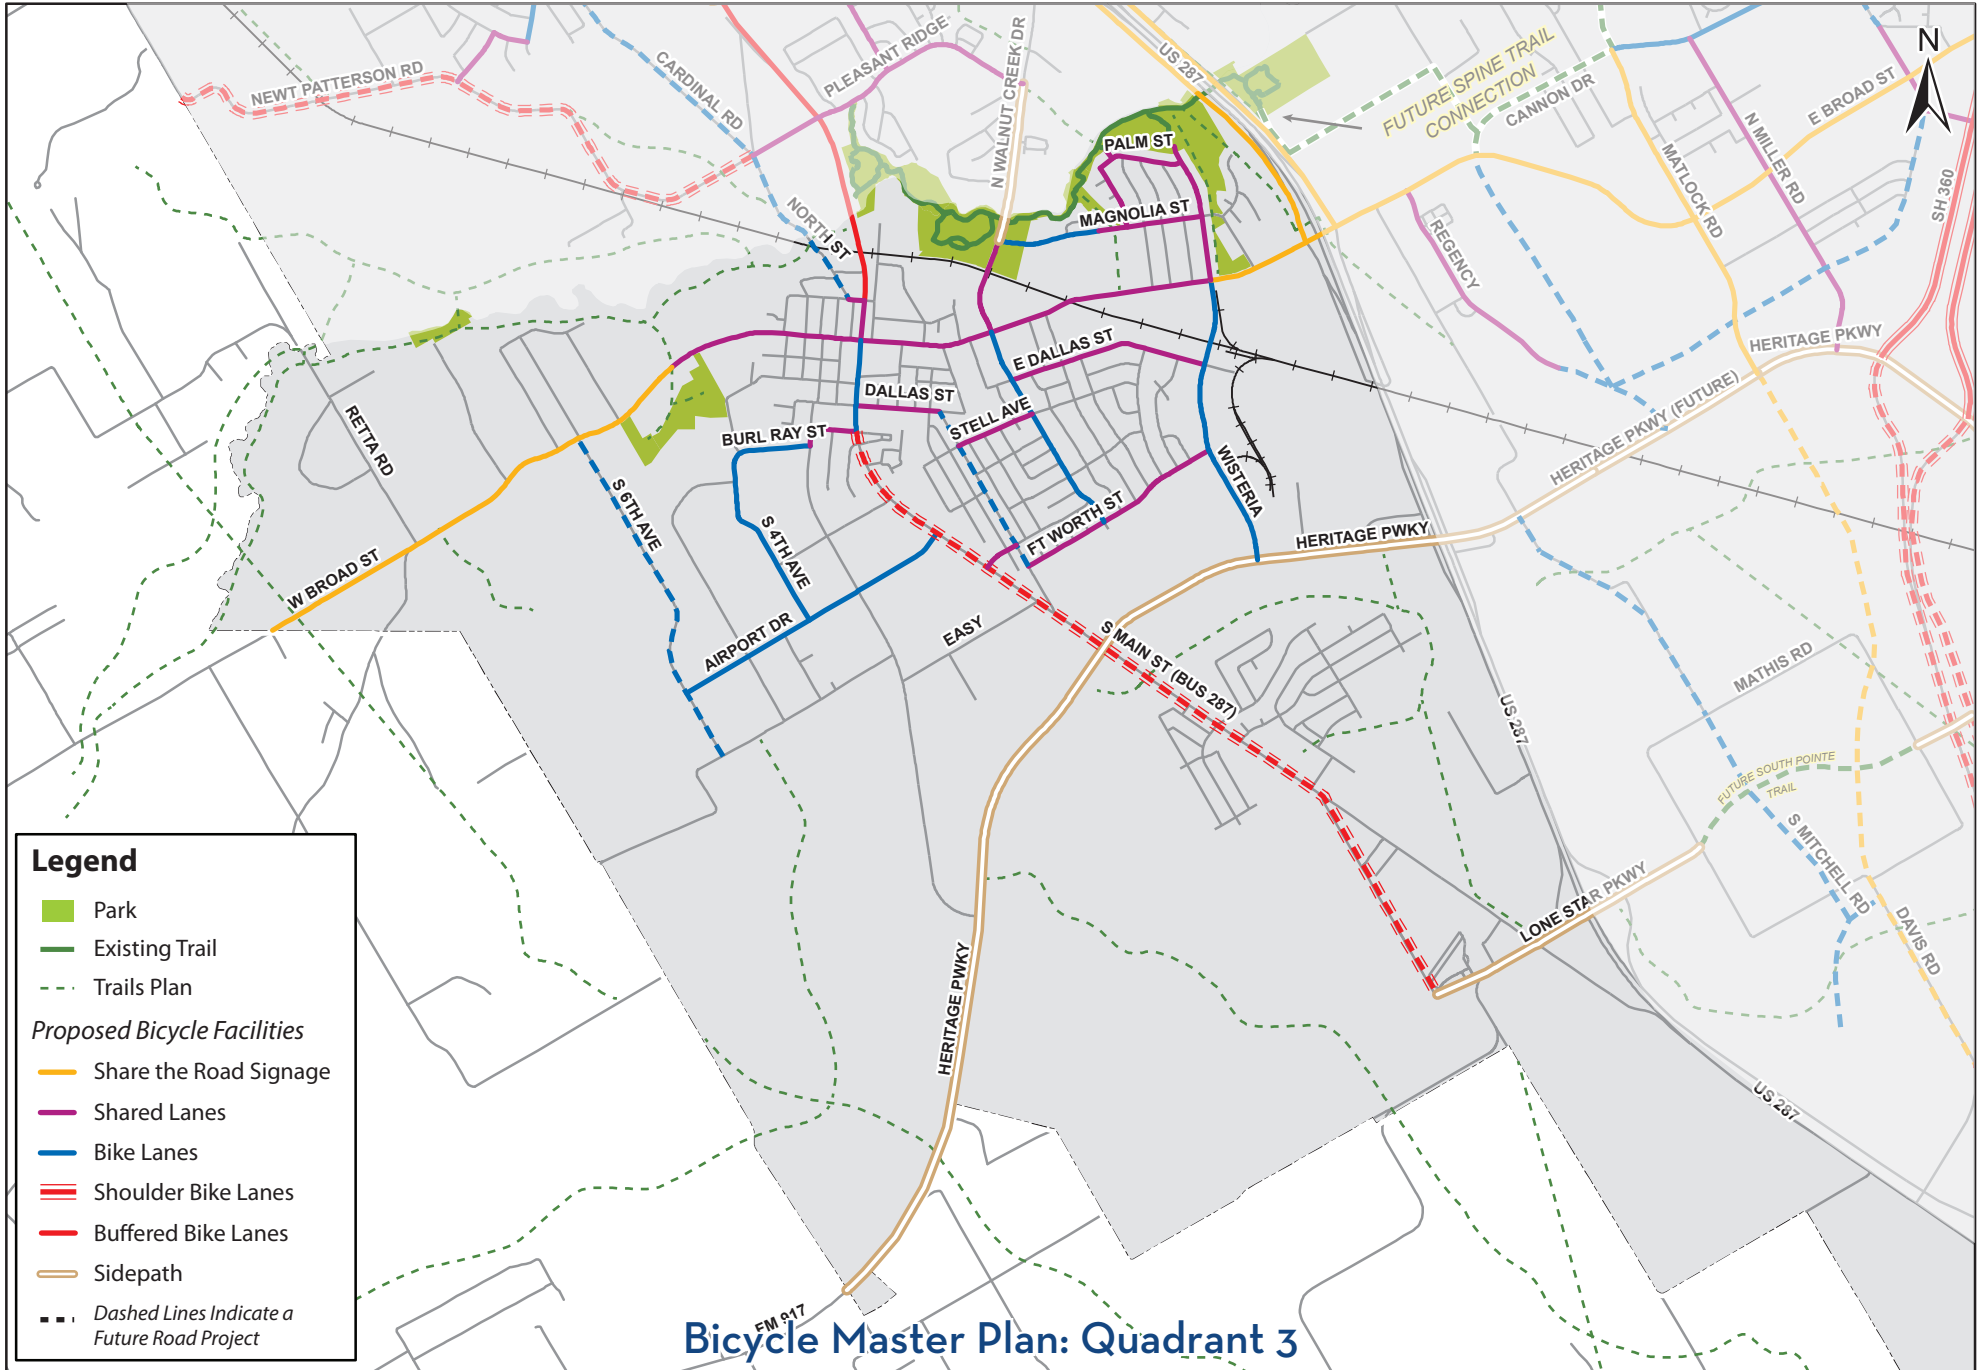 NEWT PATTERSON RD
CARDINAL RD
PLEASANT RIDGE
N WALNUT CREEK DR
US 287
FUTURE SPINE TRAIL
CONNECTION
CANNON DR
E BROAD ST
N
N MILLER RD
MATLOCK RD
SH 360
PALM ST
MAGNOLIA ST
NORTH ST
REGENCY
HERITAGE PKWY
HERITAGE PKWY (FUTURE)
E DALLAS ST
DALLAS ST
STELL AVE
BURL RAY ST
RETTA RD
S 6TH AVE
S 4TH AVE
WISTERIA
FT WORTH ST
HERITAGE PWKY
W BROAD ST
AIRPORT DR
EASY
S MAIN ST (BUS 287)
US 287
MATHIS RD
FUTURE SOUTH POINTE
TRAIL
S MITCHELL RD
LONE STAR PKWY
DAVIS RD
HERITAGE PWKY
US 287
FM 917
Legend
Park
Existing Trail
Trails Plan
Proposed Bicycle Facilities
Share the Road Signage
Shared Lanes
Bike Lanes
Shoulder Bike Lanes
Buffered Bike Lanes
Sidepath
Dashed Lines Indicate a
Future Road Project
Bicycle Master Plan: Quadrant 3